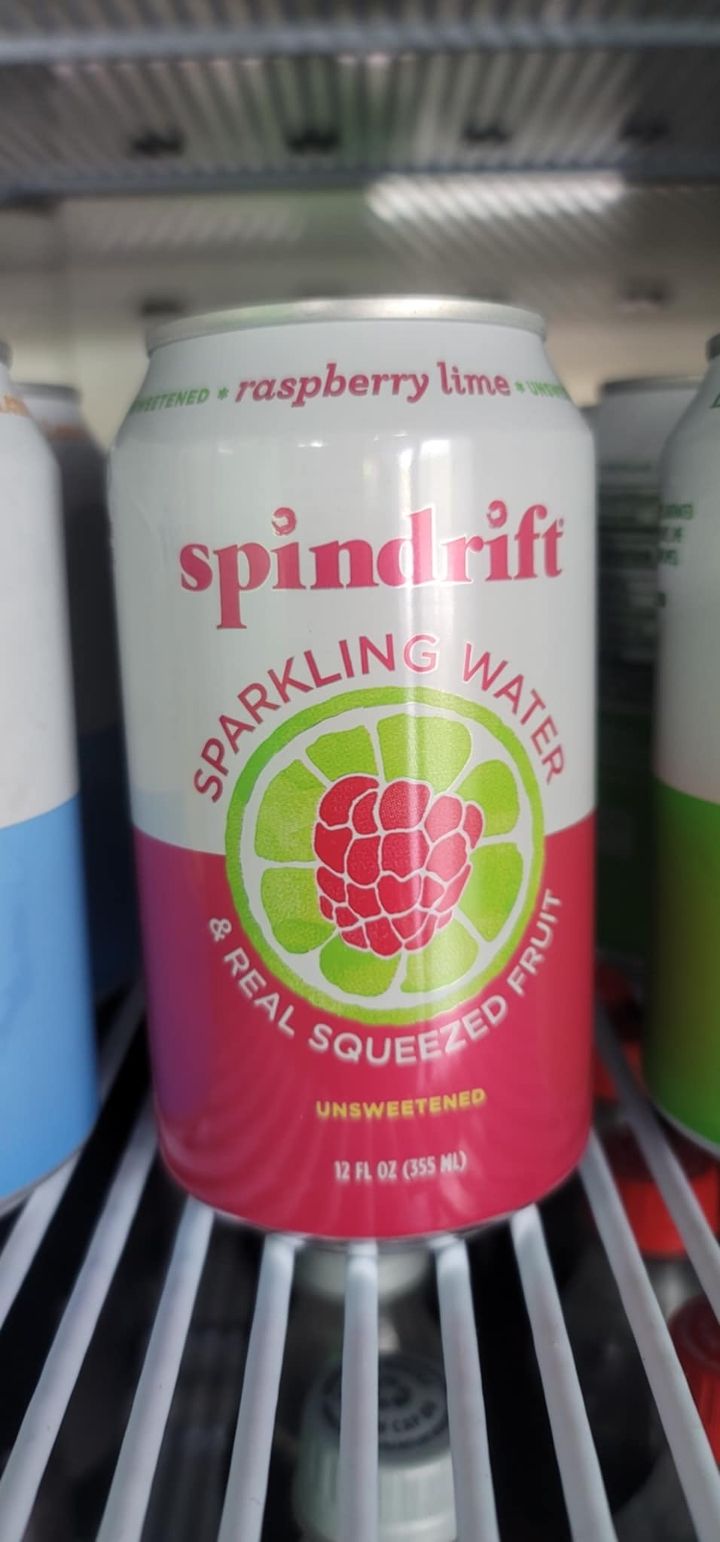 raspberry lime
spindrift
SPARKLING WATER
& REAL SQUEEZED FRUIT
UNSWEETENED
12 FL OZ (355 ML)